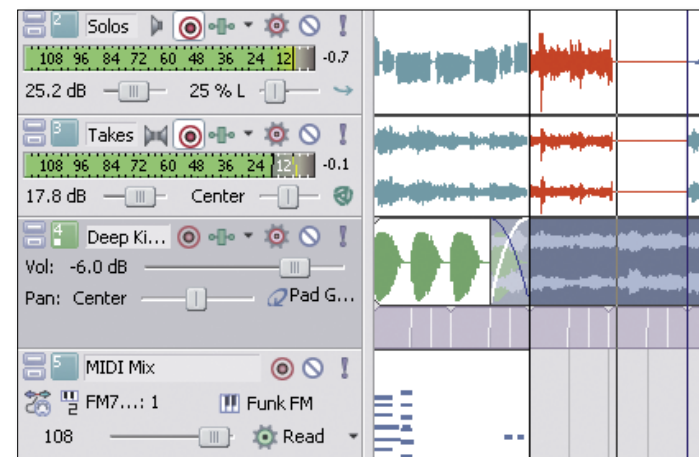 2 Solos
108 96 84 72 60 48 36 24 12 -0.7
25.2 dB 25 % L
3 Takes
108 96 84 72 60 48 36 24 12 -0.1
17.8 dB Center
4 Deep Ki...
Vol: -6.0 dB
Pan: Center Pad G...
5 MIDI Mix
FM7...: 1 Funk FM
108 Read